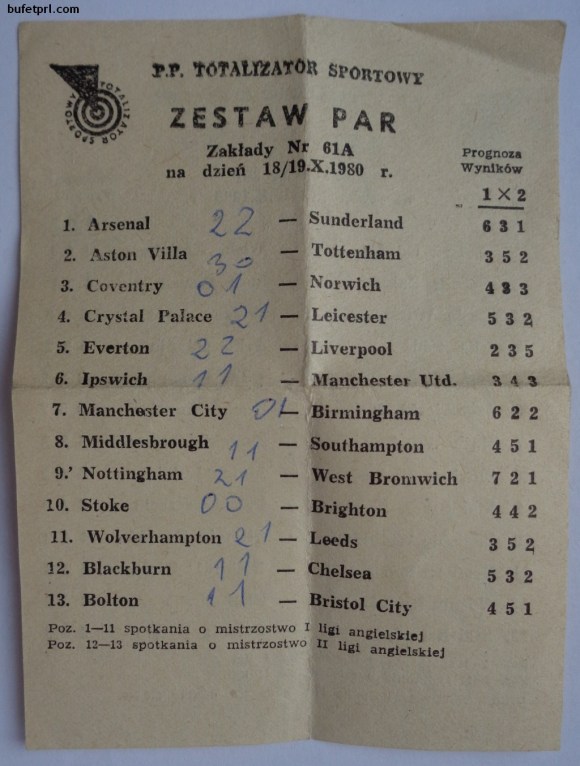 bufetprl.com
TOTALIZATOR SPORTOWY
P.P. TOTALIZATOR SPORTOWY
ZESTAW PAR
Zakłady Nr 61A
na dzień 18/19.X.1980 r.
Prognoza
Wyników
1 X 2
1. Arsenal 22 — Sunderland 6 3 1
2. Aston Villa 30 — Tottenham 3 5 2
3. Coventry 01 — Norwich 4 3 3
4. Crystal Palace 21 — Leicester 5 3 2
5. Everton 22 — Liverpool 2 3 5
6. Ipswich 11 — Manchester Utd. 3 4 3
7. Manchester City — Birmingham 6 2 2
8. Middlesbrough 11 — Southampton 4 5 1
9. Nottingham 21 — West Bromwich 7 2 1
10. Stoke 00 — Brighton 4 4 2
11. Wolverhampton 21 — Leeds 3 5 2
12. Blackburn 11 — Chelsea 5 3 2
13. Bolton 11 — Bristol City 4 5 1
Poz. 1—11 spotkania o mistrzostwo I ligi angielskiej
Poz. 12—13 spotkania o mistrzostwo II ligi angielskiej